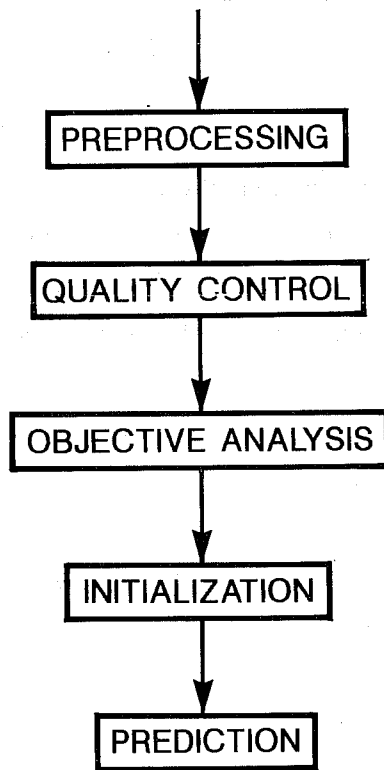 PREPROCESSING
QUALITY CONTROL
OBJECTIVE ANALYSIS
INITIALIZATION
PREDICTION